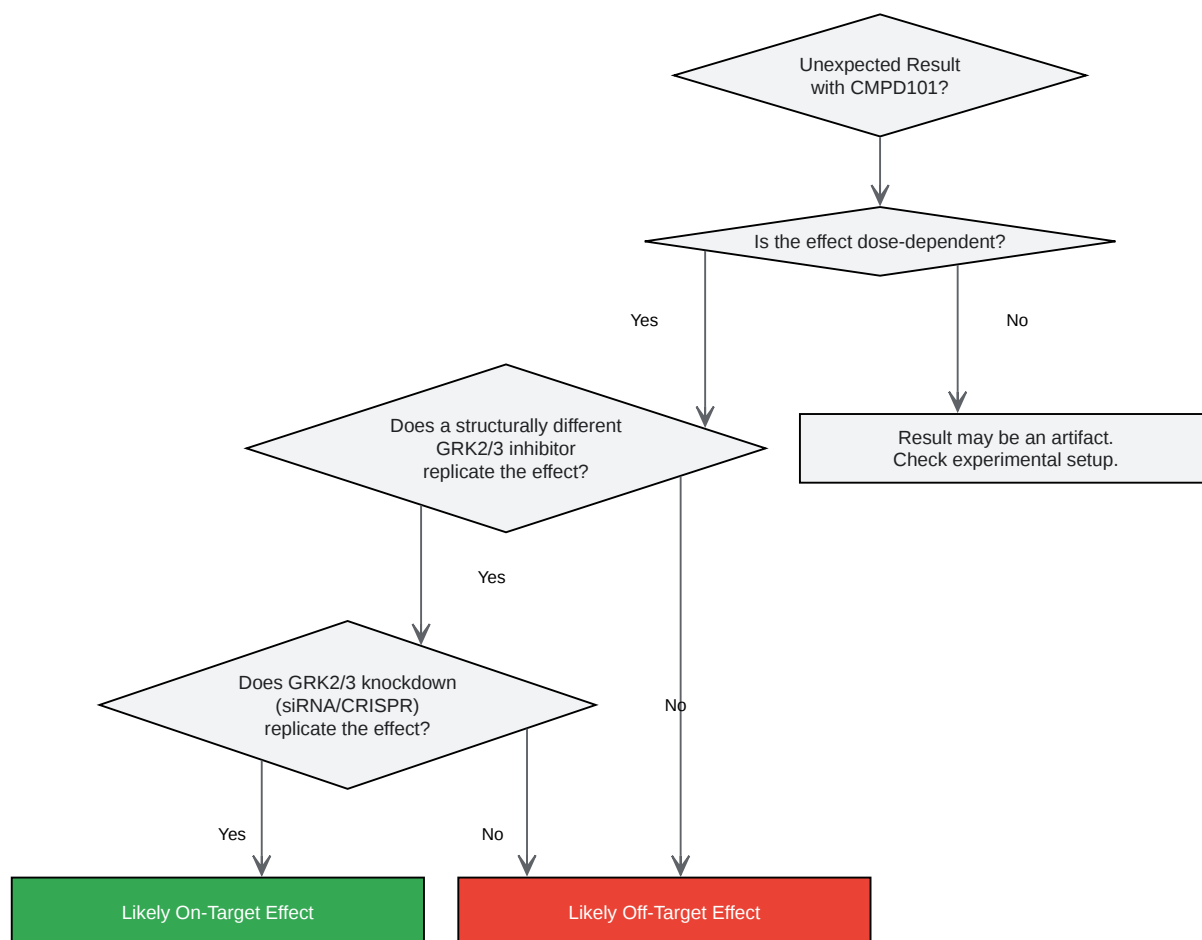 Unexpected Result
with CMPD101?
Is the effect dose-dependent?
Yes
No
Does a structurally different
GRK2/3 inhibitor
replicate the effect?
Result may be an artifact.
Check experimental setup.
Yes
Does GRK2/3 knockdown
(siRNA/CRISPR)
replicate the effect?
No
Yes
No
Likely On-Target Effect
Likely Off-Target Effect